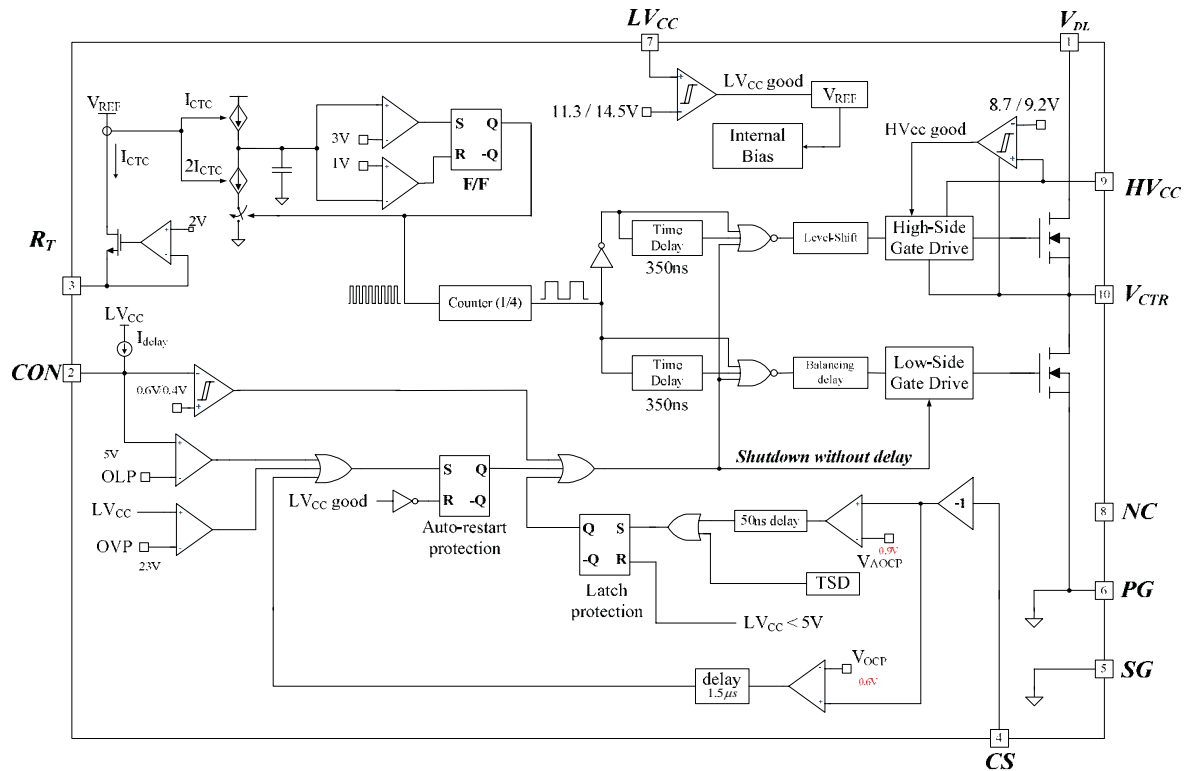 LVCC
VDL
7
1
VREF
ICTC
LVCC good
VREF
8.7 / 9.2V
11.3 / 14.5V
S Q
3V
ICTC
2ICTC
1V
R -Q
F/F
Internal
Bias
HVcc good
9
HVCC
2V
RT
Time
Delay
350ns
Level-Shift
High-Side
Gate Drive
3
Counter (1/4)
10
VCTR
LVCC
Idelay
CON
2
0.6V/0.4V
Time
Delay
350ns
Balancing
delay
Low-Side
Gate Drive
5V
OLP
S Q
Shutdown without delay
LVCC good
R -Q
Auto-restart
protection
LVCC
OVP
23V
Q S
-Q R
Latch
protection
50ns delay
-1
0.9V
VAOCP
8
NC
TSD
6
PG
LVCC < 5V
VOCP
0.6V
delay
1.5μs
5
SG
4
CS